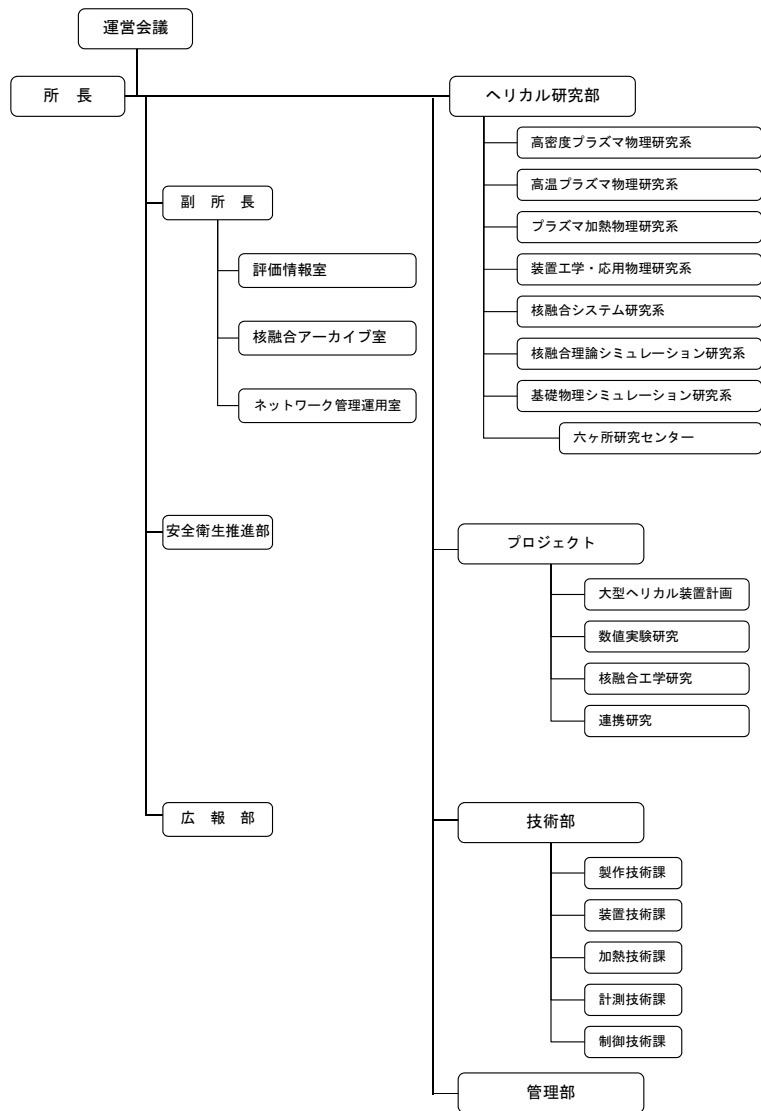 運営会議
所　長
副　所　長
評価情報室
核融合アーカイブ室
ネットワーク管理運用室
安全衛生推進部
広　報　部
ヘリカル研究部
高密度プラズマ物理研究系
高温プラズマ物理研究系
プラズマ加熱物理研究系
装置工学・応用物理研究系
核融合システム研究系
核融合理論シミュレーション研究系
基礎物理シミュレーション研究系
六ヶ所研究センター
プロジェクト
大型ヘリカル装置計画
数値実験研究
核融合工学研究
連携研究
技術部
製作技術課
装置技術課
加熱技術課
計測技術課
制御技術課
管理部